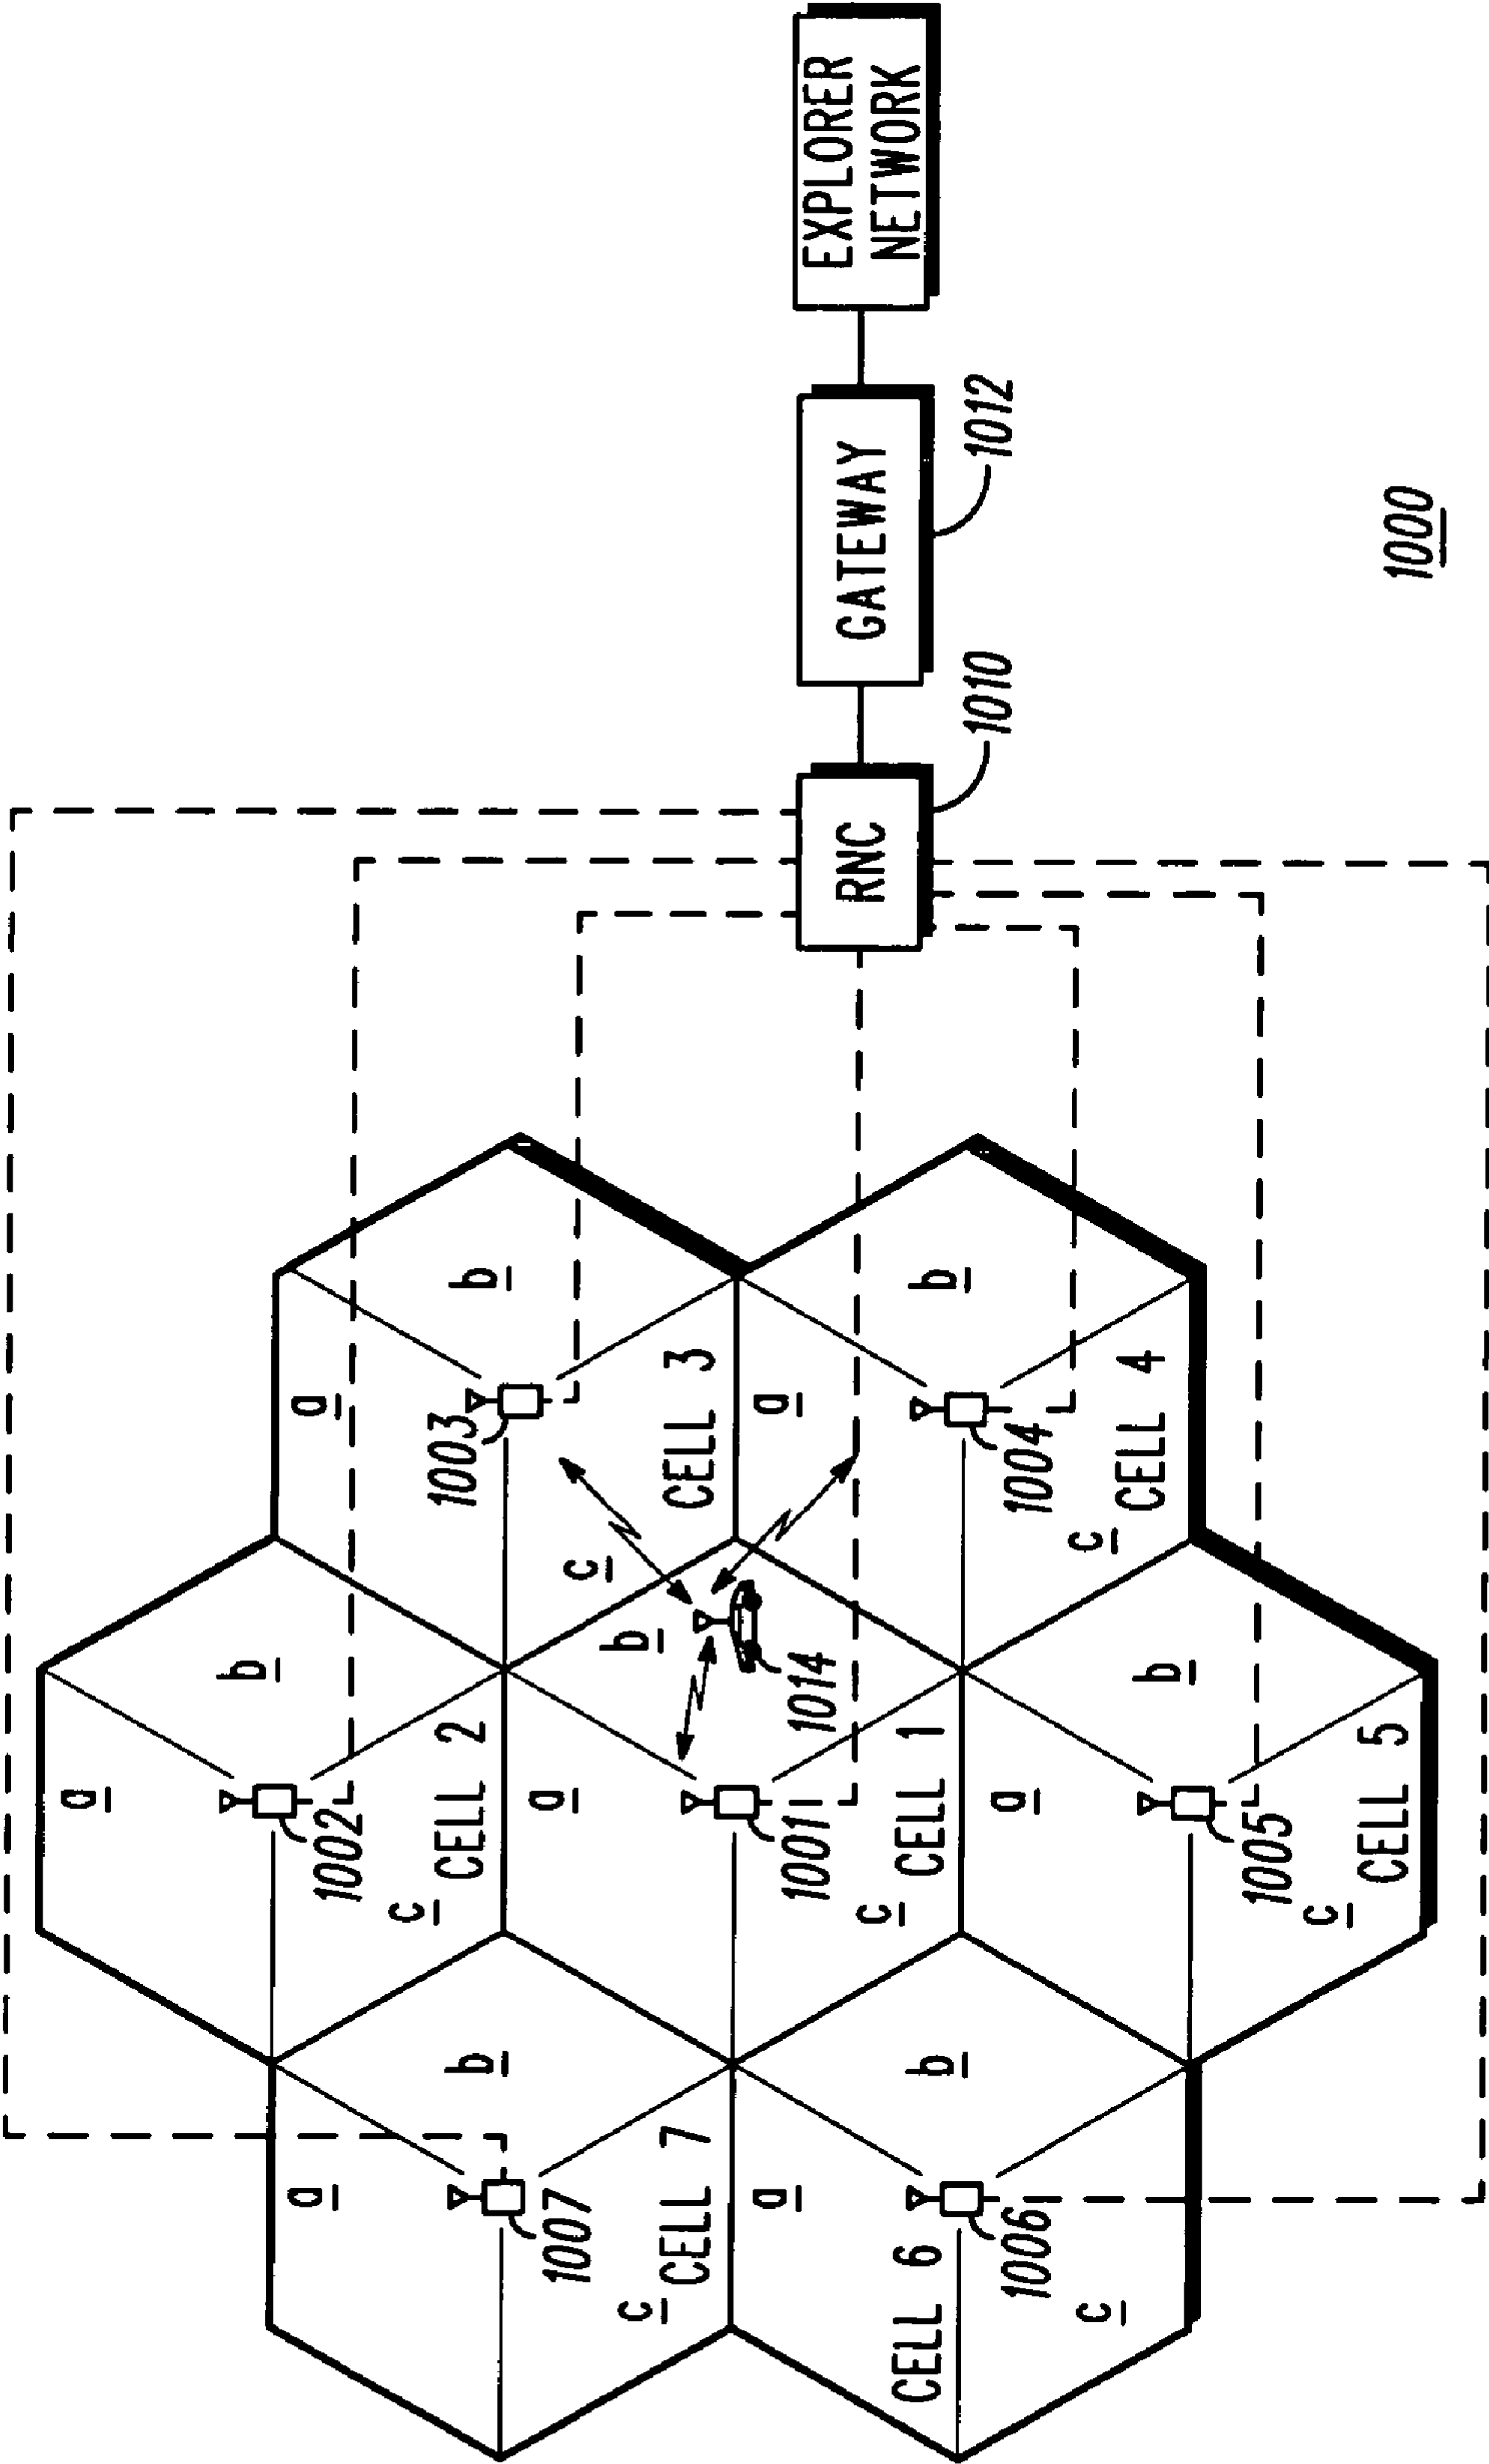 EXPLORER
NETWORK
GATEWAY
1012
RNC
1010
1000
a
b
1002
c
CELL 2
a
b
1003
c
CELL 3
a
b
1001
c
CELL 1
1014
a
b
1004
c
CELL 4
a
b
1005
c
CELL 5
a
b
1006
c
CELL 6
a
b
1007
c
CELL 7